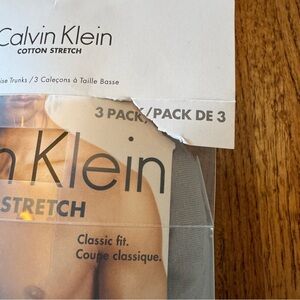 Calvin Klein
COTTON STRETCH
ise Trunks / 3 Caleçons à Taille Basse
3 PACK/PACK DE 3
n Klein
STRETCH
Classic fit.
Coupe classique.